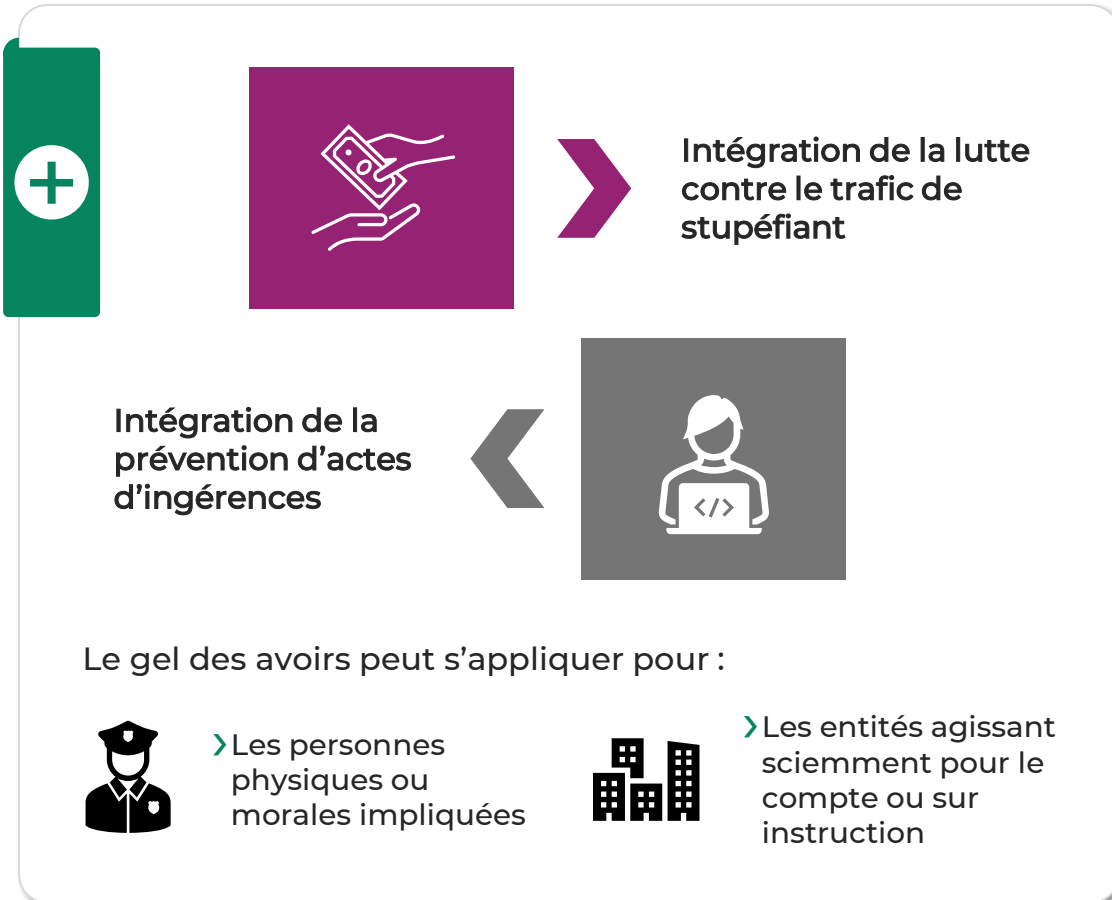 Intégration de la lutte
contre le trafic de
stupéfiant
</>
Intégration de la
prévention d’actes
d’ingérences
Le gel des avoirs peut s’appliquer pour :
Les personnes
physiques ou
morales impliquées
Les entités agissant
sciemment pour le
compte ou sur
instruction